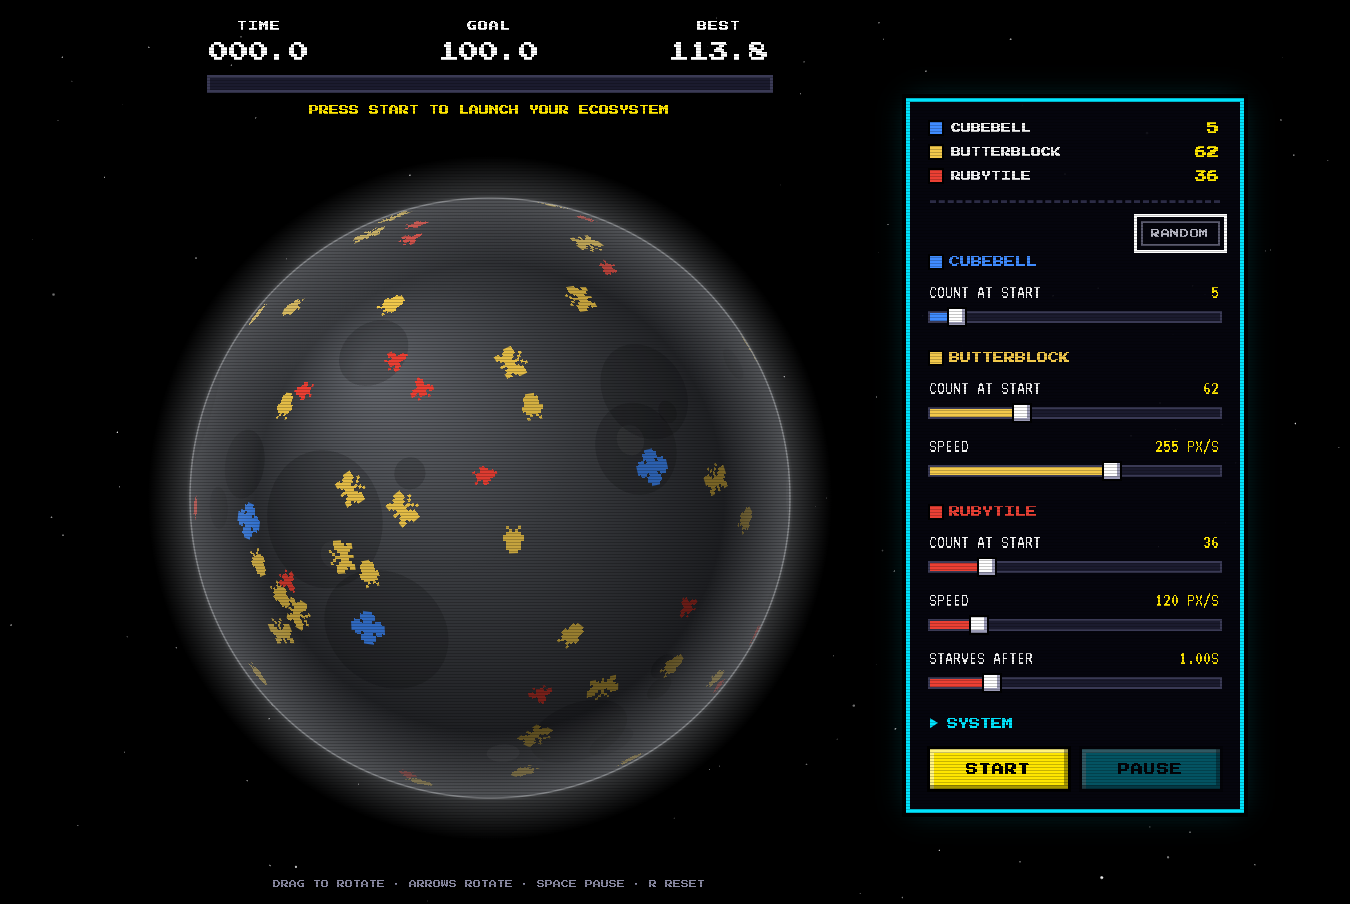 TIME GOAL BEST
000.0 100.0 113.8
PRESS START TO LAUNCH YOUR ECOSYSTEM
CUBEBELL 5
BUTTERBLOCK 62
RUBYTILE 36
RANDOM
CUBEBELL
COUNT AT START 5
BUTTERBLOCK
COUNT AT START 62
SPEED 255 PX/S
RUBYTILE
COUNT AT START 36
SPEED 120 PX/S
STARVES AFTER 1.00S
SYSTEM
START PAUSE
DRAG TO ROTATE · ARROWS ROTATE · SPACE PAUSE · R RESET